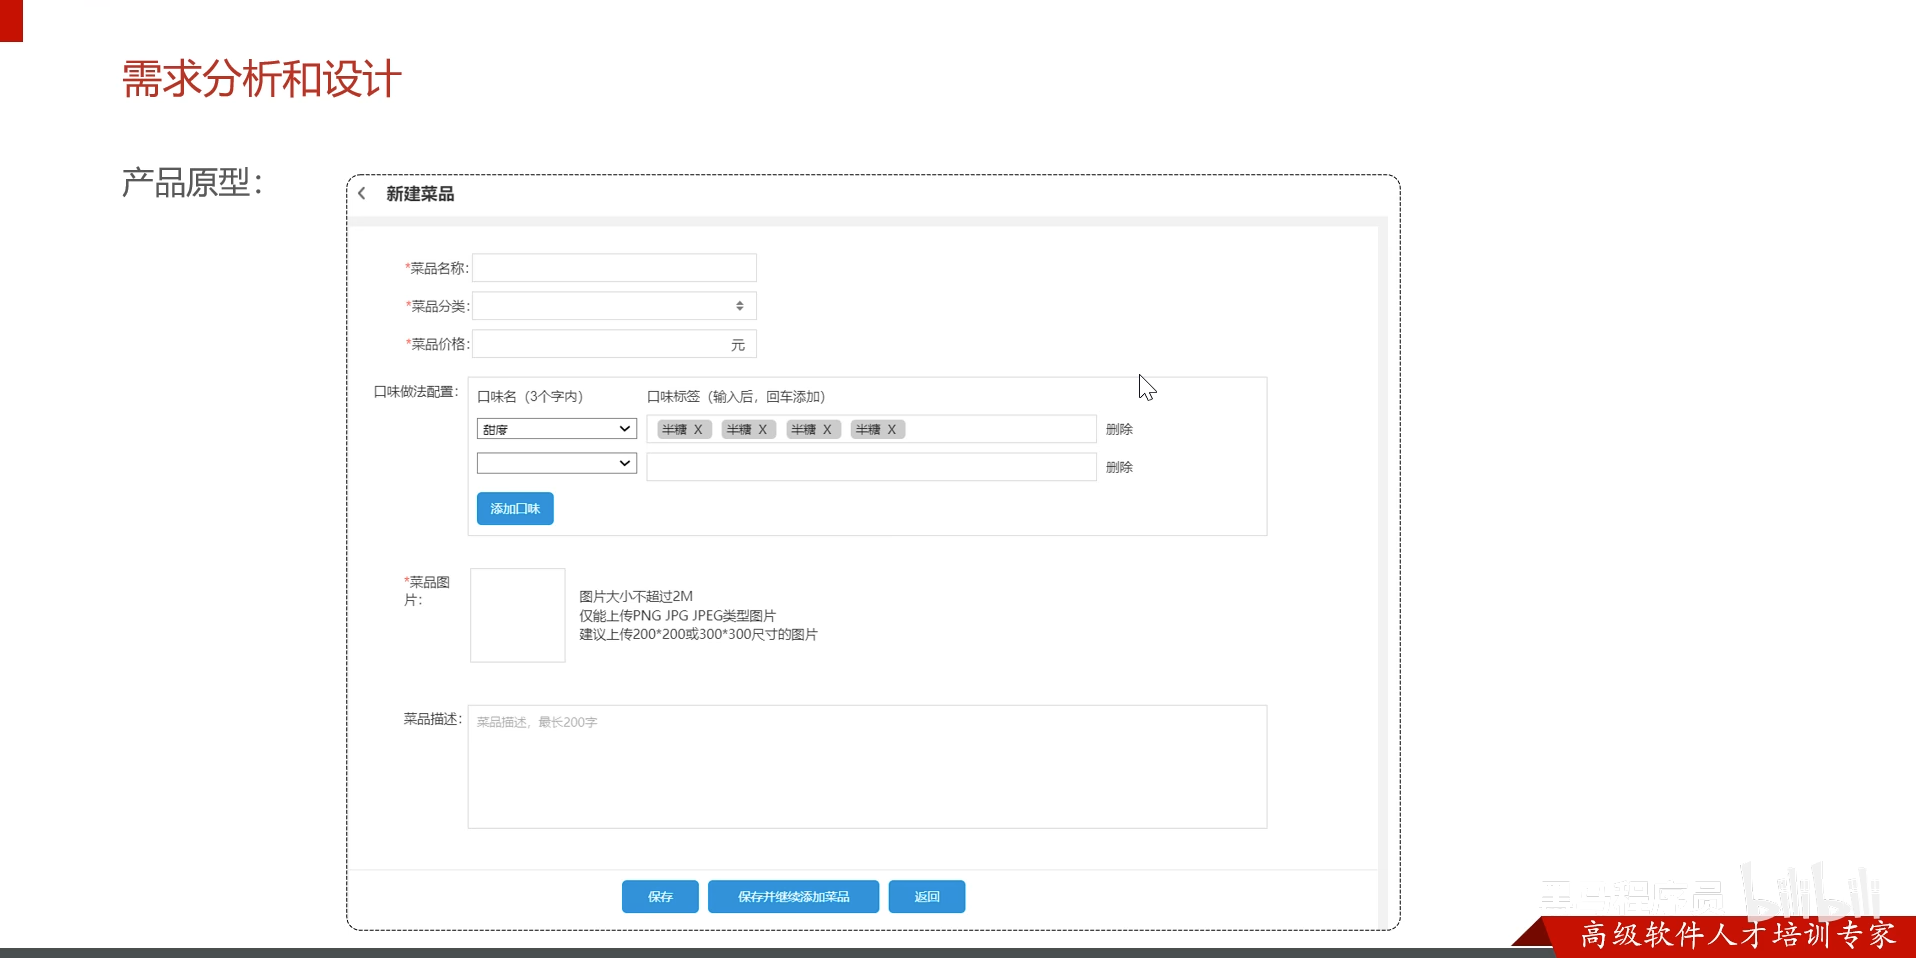 需求分析和设计
产品原型：
新建菜品
*菜品名称:
*菜品分类:
*菜品价格: 元
口味做法配置: 口味名（3个字内） 口味标签（输入后，回车添加）
甜度 半糖 X 半糖 X 半糖 X 半糖 X 删除
删除
添加口味
*菜品图
片:
图片大小不超过2M
仅能上传PNG JPG JPEG类型图片
建议上传200*200或300*300尺寸的图片
菜品描述: 菜品描述，最长200字
保存 保存并继续添加菜品 返回
bilibili
高级软件人才培训专家